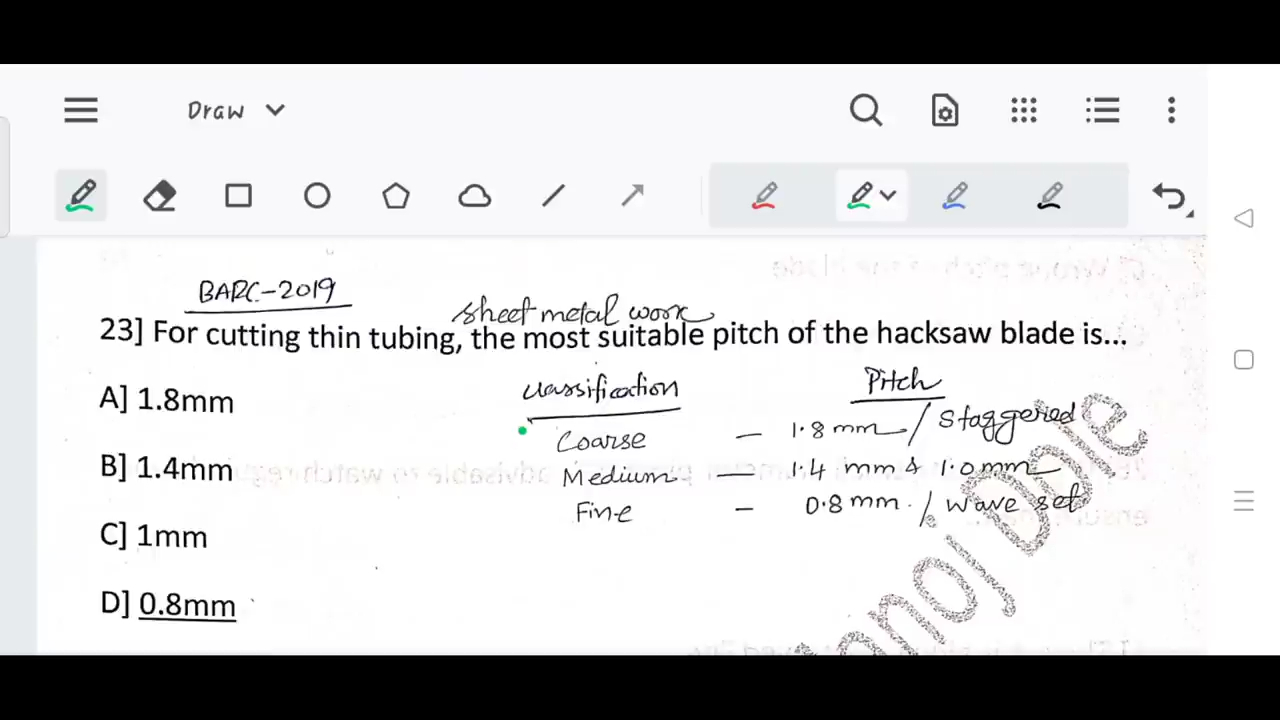 Draw
BARC-2019
sheet metal work
23] For cutting thin tubing, the most suitable pitch of the hacksaw blade is...
A] 1.8mm
B] 1.4mm
C] 1mm
D] 0.8mm
Classification Pitch
Coarse — 1.8 mm / Staggered
Medium — 1.4 mm & 1.0mm
Fine — 0.8 mm. / Wave set